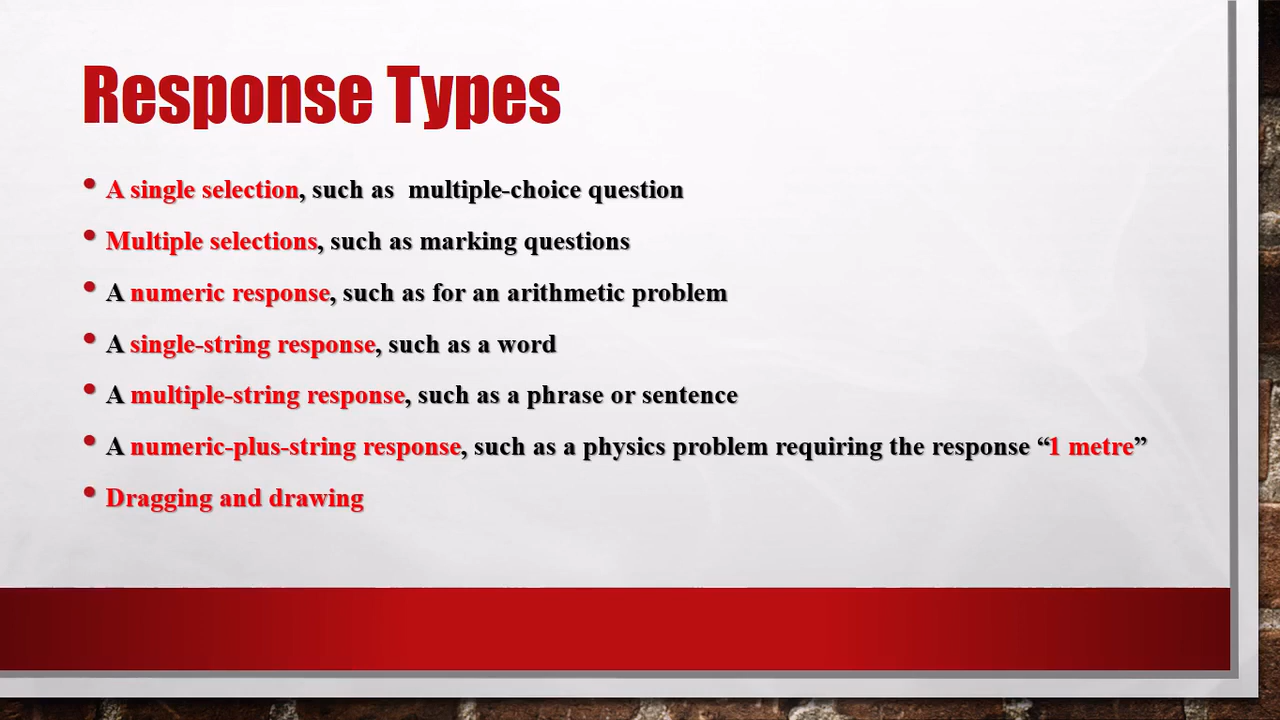 Response Types
• A single selection, such as  multiple-choice question
• Multiple selections, such as marking questions
• A numeric response, such as for an arithmetic problem
• A single-string response, such as a word
• A multiple-string response, such as a phrase or sentence
• A numeric-plus-string response, such as a physics problem requiring the response “1 metre”
• Dragging and drawing